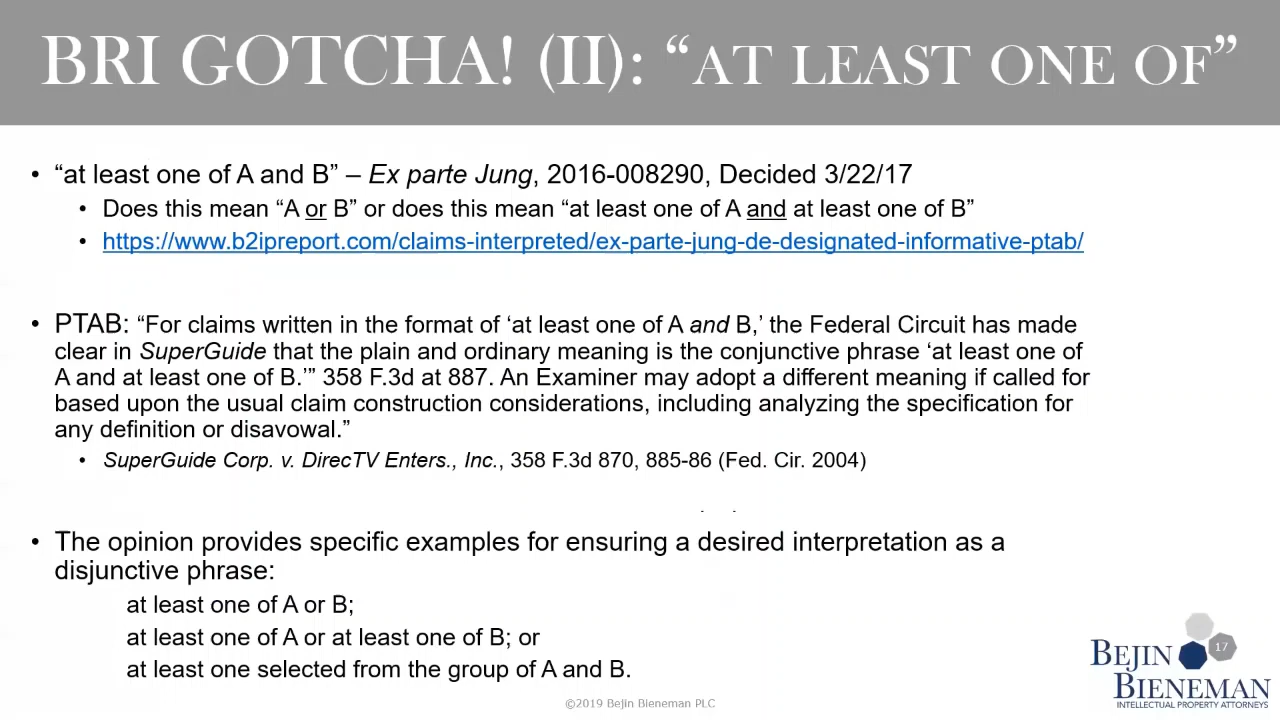 BRI GOTCHA! (II): “AT LEAST ONE OF”
• “at least one of A and B” – Ex parte Jung, 2016-008290, Decided 3/22/17
• Does this mean “A or B” or does this mean “at least one of A and at least one of B”
• https://www.b2ipreport.com/claims-interpreted/ex-parte-jung-de-designated-informative-ptab/
• PTAB: “For claims written in the format of ‘at least one of A and B,’ the Federal Circuit has made
clear in SuperGuide that the plain and ordinary meaning is the conjunctive phrase ‘at least one of
A and at least one of B.’” 358 F.3d at 887. An Examiner may adopt a different meaning if called for
based upon the usual claim construction considerations, including analyzing the specification for
any definition or disavowal.”
• SuperGuide Corp. v. DirecTV Enters., Inc., 358 F.3d 870, 885-86 (Fed. Cir. 2004)
• The opinion provides specific examples for ensuring a desired interpretation as a
disjunctive phrase:
at least one of A or B;
at least one of A or at least one of B; or
at least one selected from the group of A and B.
17
BEJIN
BIENEMAN
INTELLECTUAL PROPERTY ATTORNEYS
©2019 Bejin Bieneman PLC